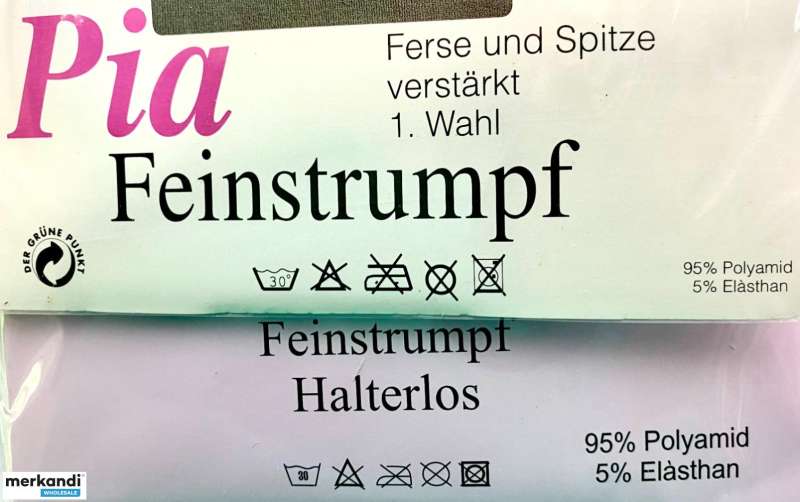 Pia
Ferse und Spitze
verstärkt
1. Wahl
Feinstrumpf
DER GRÜNE PUNKT
30°
95% Polyamid
5% Elàsthan
Feinstrumpf
Halterlos
30
95% Polyamid
5% Elàsthan
merkandi
WHOLESALE